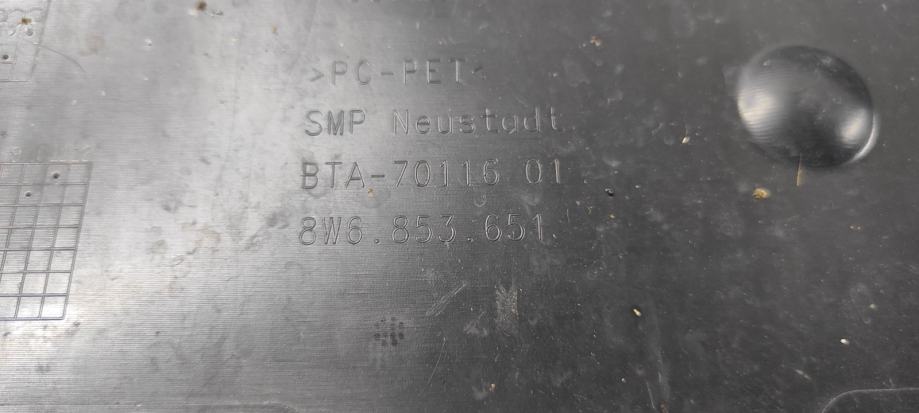 >PC-PET<
SMP Neustadt
BTA-70116 01
8W6.853.651